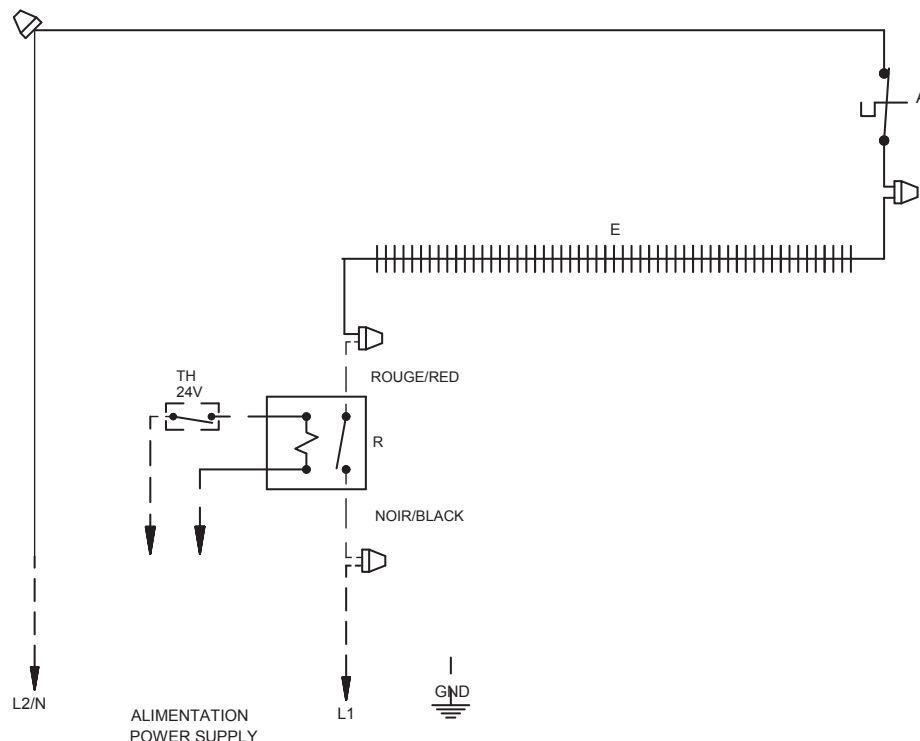 A
E
ROUGE/RED
TH
24V
R
NOIR/BLACK
L2/N
L1
GND
ALIMENTATION
POWER SUPPLY